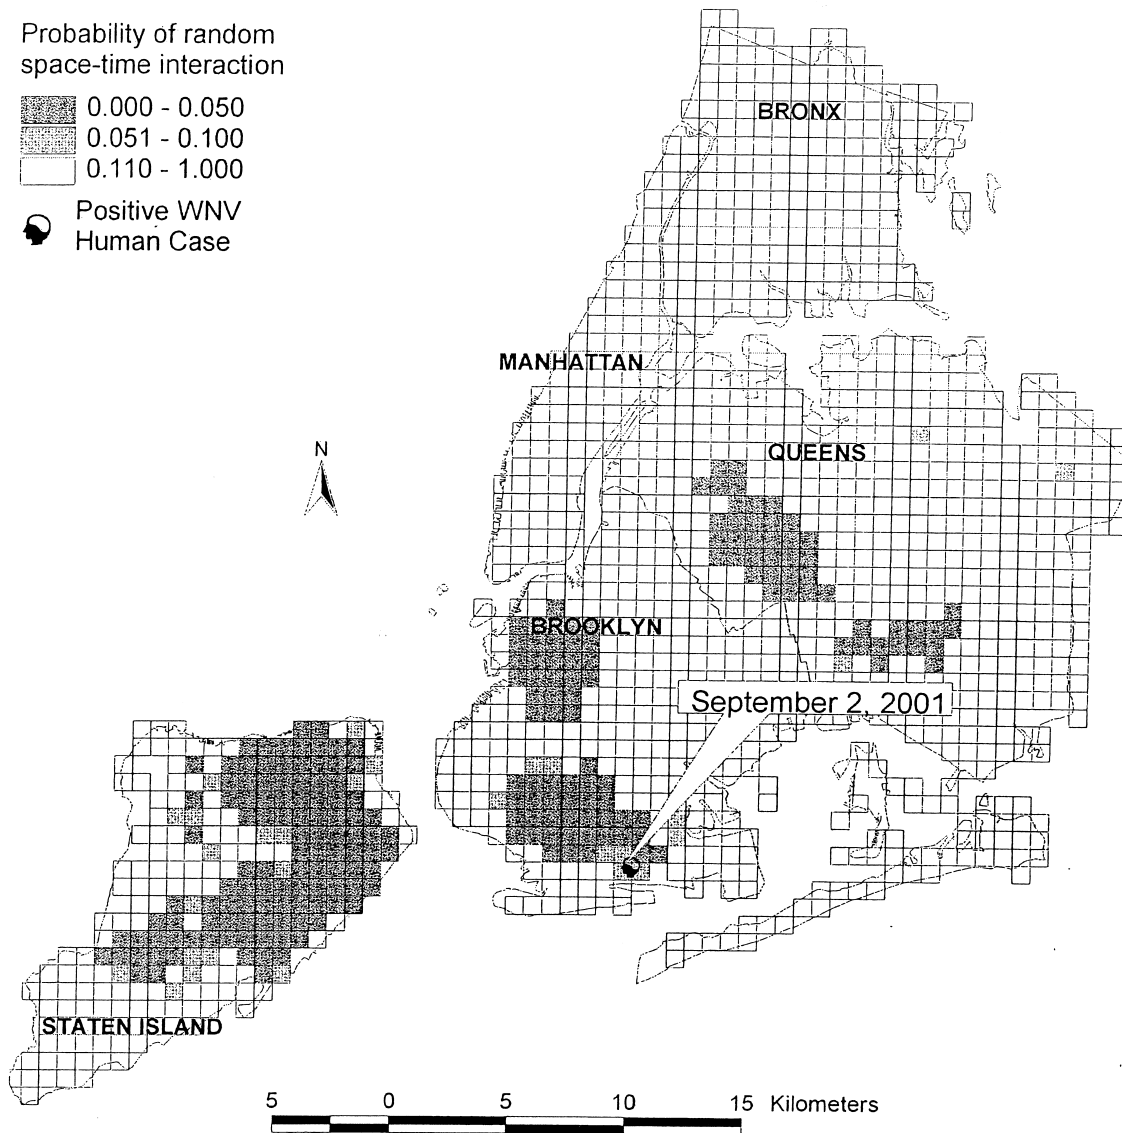 Probability of random
space-time interaction
0.000 - 0.050
0.051 - 0.100
0.110 - 1.000
Positive WNV
Human Case
BRONX
MANHATTAN
N
QUEENS
BROOKLYN
September 2, 2001
STATEN ISLAND
5 0 5 10 15 Kilometers